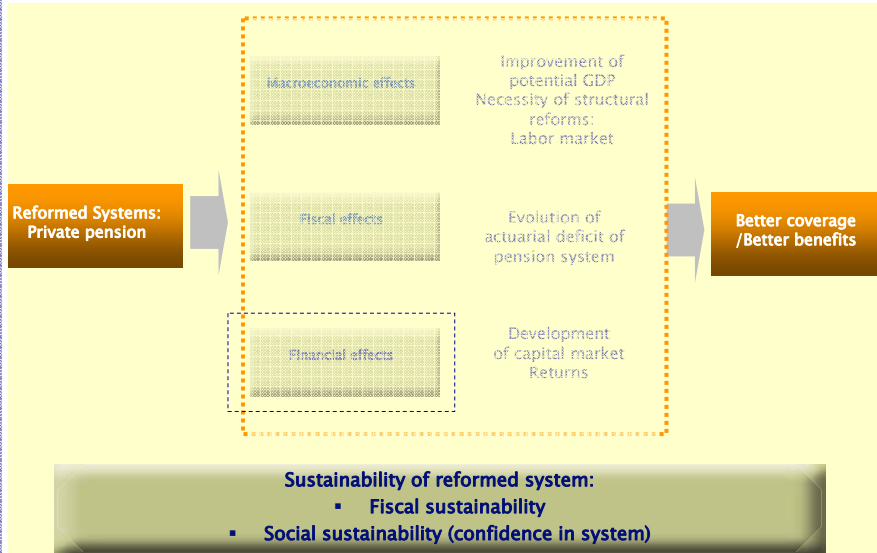 Reformed Systems:
Private pension
Macroeconomic effects
Improvement of
potential GDP
Necessity of structural
reforms:
Labor market
Fiscal effects
Evolution of
actuarial deficit of
pension system
Financial effects
Development
of capital market
Returns
Better coverage
/Better benefits
Sustainability of reformed system:
▪ Fiscal sustainability
▪ Social sustainability (confidence in system)